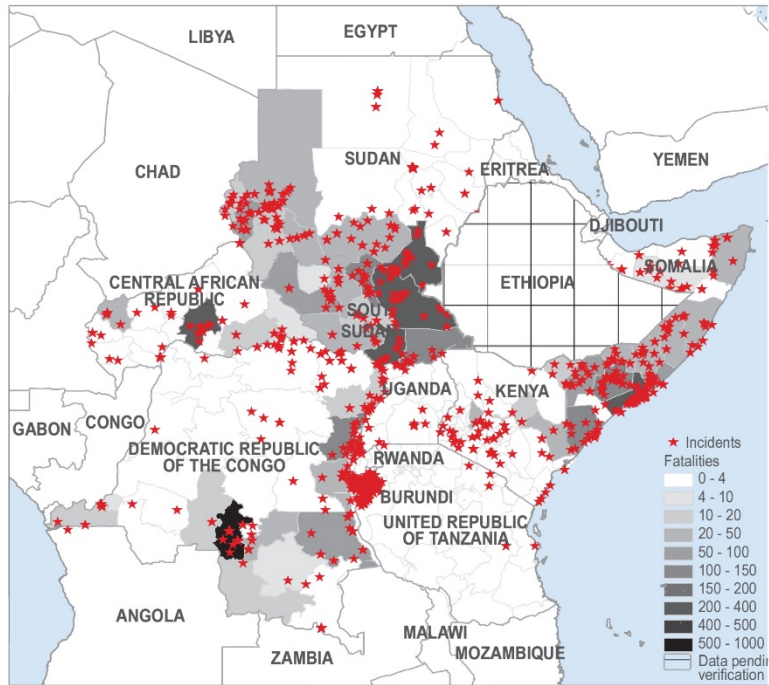 LIBYA
EGYPT
CHAD
SUDAN
ERITREA
YEMEN
DJIBOUTI
CENTRAL AFRICAN
REPUBLIC
ETHIOPIA
SOMALIA
SOUT
SUDAN
UGANDA
KENYA
GABON
CONGO
DEMOCRATIC REPUBLIC
OF THE CONGO
RWANDA
BURUNDI
UNITED REPUBLIC
OF TANZANIA
ANGOLA
ZAMBIA
MALAWI
MOZAMBIQUE
Incidents
Fatalities
0 - 4
4 - 10
10 - 20
20 - 50
50 - 100
100 - 150
150 - 200
200 - 400
400 - 500
500 - 1000
Data pendin
verification